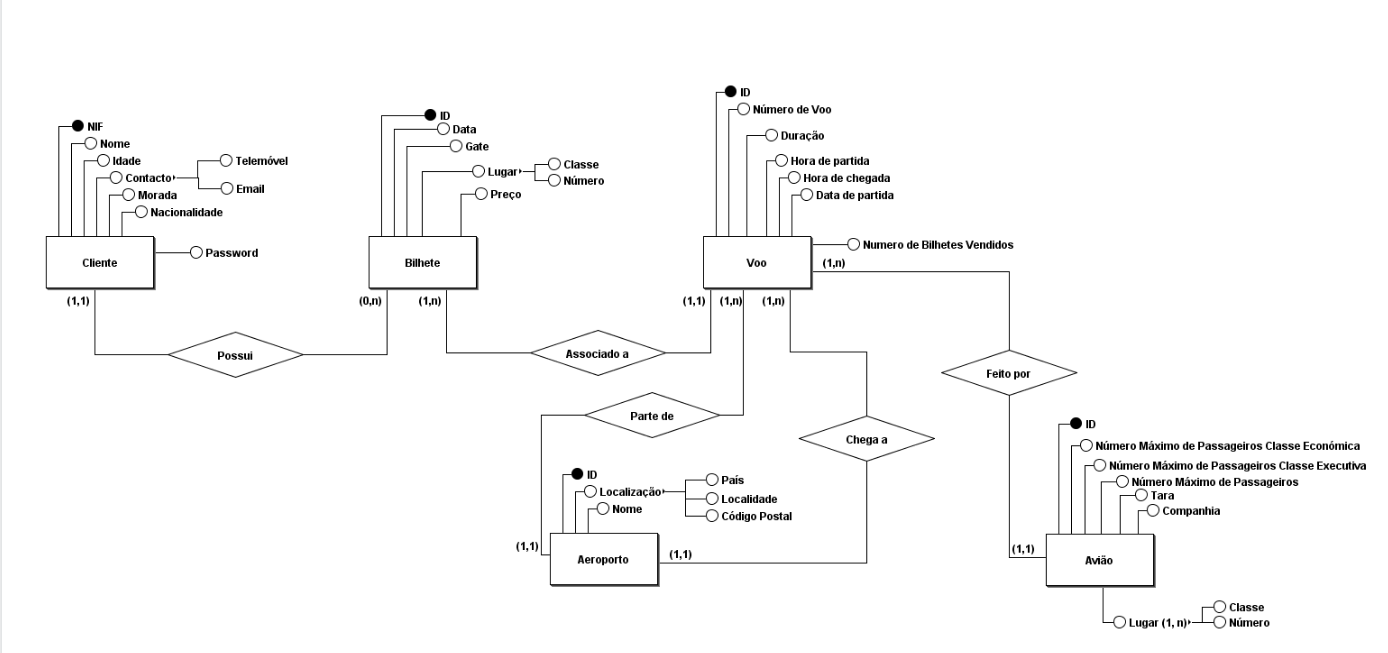 NIF
Nome
Idade
Contacto
Telemóvel
Email
Morada
Nacionalidade
Password
Cliente
(1,1)
Possui
ID
Data
Gate
Lugar
Classe
Número
Preço
Bilhete
(0,n)
(1,n)
Associado a
ID
Número de Voo
Duração
Hora de partida
Hora de chegada
Data de partida
Numero de Bilhetes Vendidos
Voo
(1,n)
(1,1)
(1,n)
(1,n)
Parte de
Chega a
Feito por
ID
Localização
País
Localidade
Código Postal
Nome
Aeroporto
(1,1)
(1,1)
ID
Número Máximo de Passageiros Classe Económica
Número Máximo de Passageiros Classe Executiva
Número Máximo de Passageiros
Tara
Companhia
Avião
(1,1)
Lugar (1, n)
Classe
Número